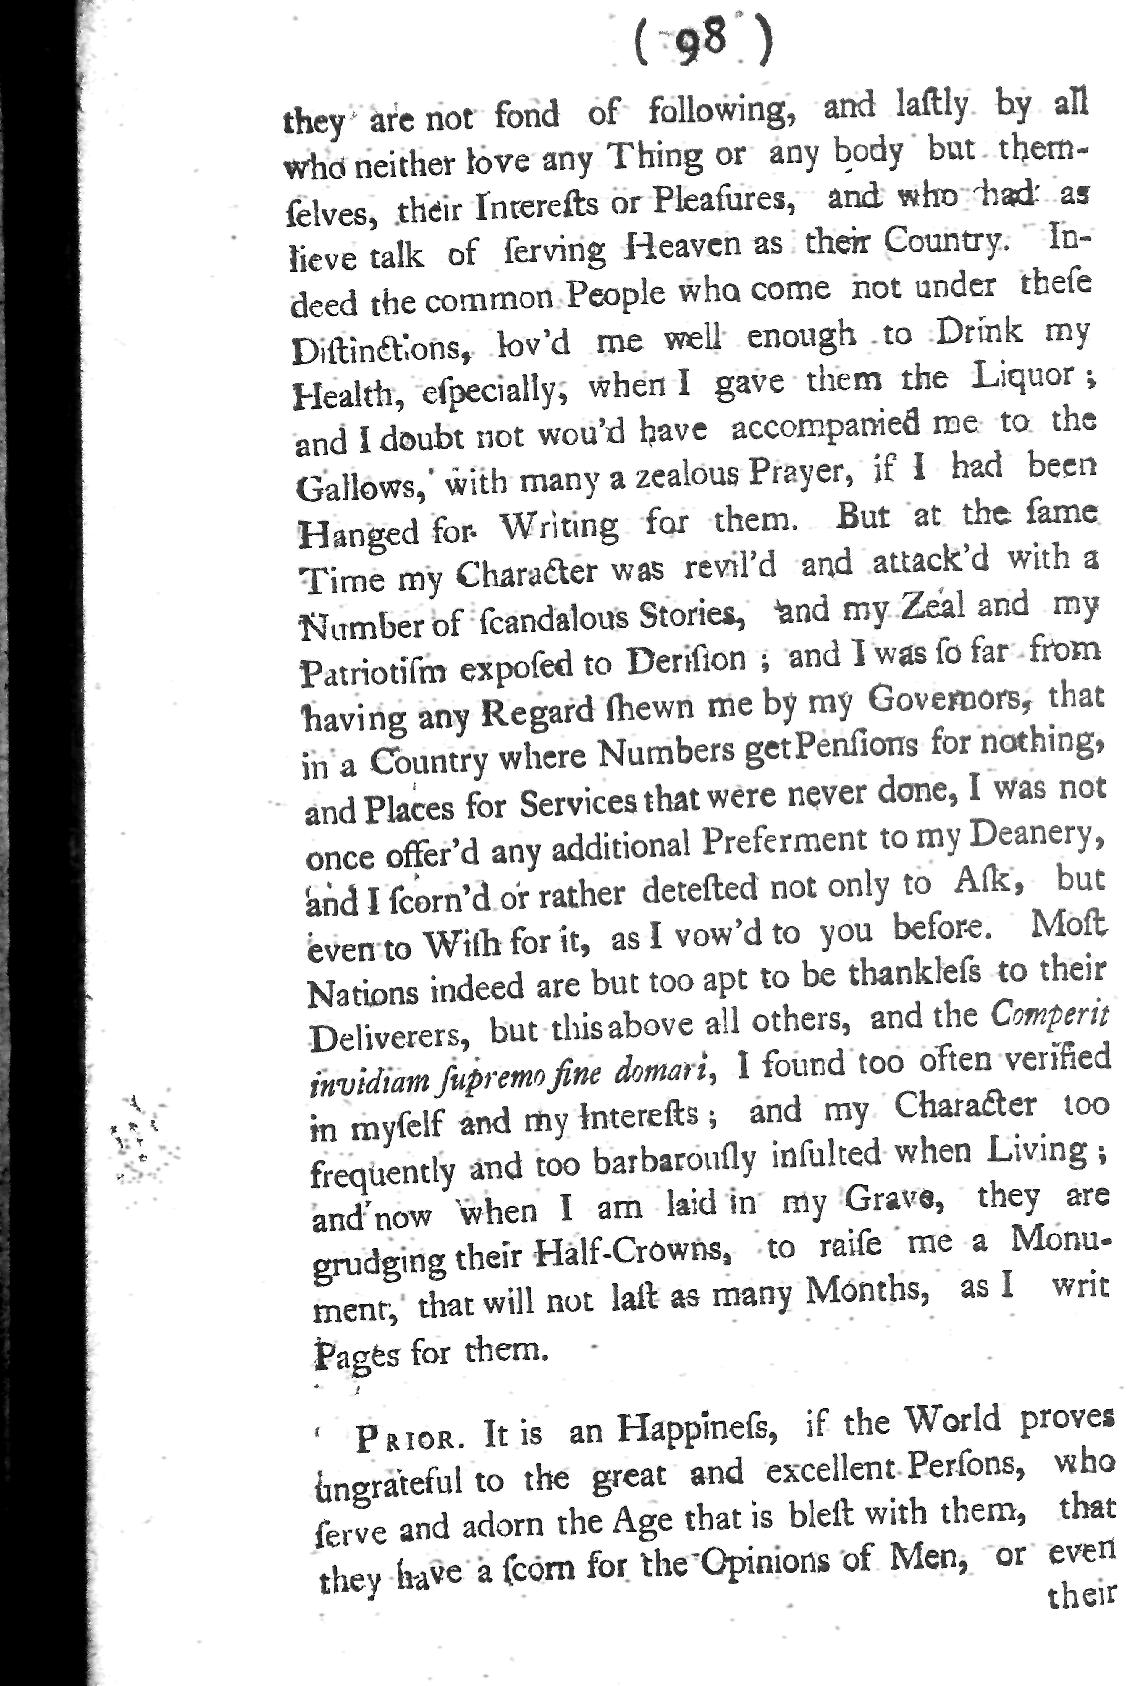 ( 98 )
they are not fond of following, and laſtly by all
who neither love any Thing or any body but them-
ſelves, their Intereſts or Pleaſures, and who had as
lieve talk of ſerving Heaven as their Country. In-
deed the common People who come not under theſe
Diſtinctions, lov'd me well enough to Drink my
Health, eſpecially, when I gave them the Liquor ;
and I doubt not wou'd have accompanied me to the
Gallows, with many a zealous Prayer, if I had been
Hanged for Writing for them. But at the ſame
Time my Character was revil'd and attack'd with a
Number of ſcandalous Stories, and my Zeal and my
Patriotiſm expoſed to Deriſion ; and I was ſo far from
having any Regard ſhewn me by my Governors, that
in a Country where Numbers get Penſions for nothing,
and Places for Services that were never done, I was not
once offer'd any additional Preferment to my Deanery,
and I ſcorn'd or rather deteſted not only to Aſk, but
even to Wiſh for it, as I vow'd to you before. Moſt
Nations indeed are but too apt to be thankleſs to their
Deliverers, but this above all others, and the Comperit
invidiam ſupremo fine domari, I found too often verified
in myſelf and my Intereſts ; and my Character too
frequently and too barbarouſly inſulted when Living ;
and now when I am laid in my Grave, they are
grudging their Half-Crowns, to raiſe me a Monu-
ment, that will not laſt as many Months, as I writ
Pages for them.
PRIOR. It is an Happineſs, if the World proves
ungrateful to the great and excellent Perſons, who
ſerve and adorn the Age that is bleſt with them, that
they have a ſcorn for the Opinions of Men, or even
their